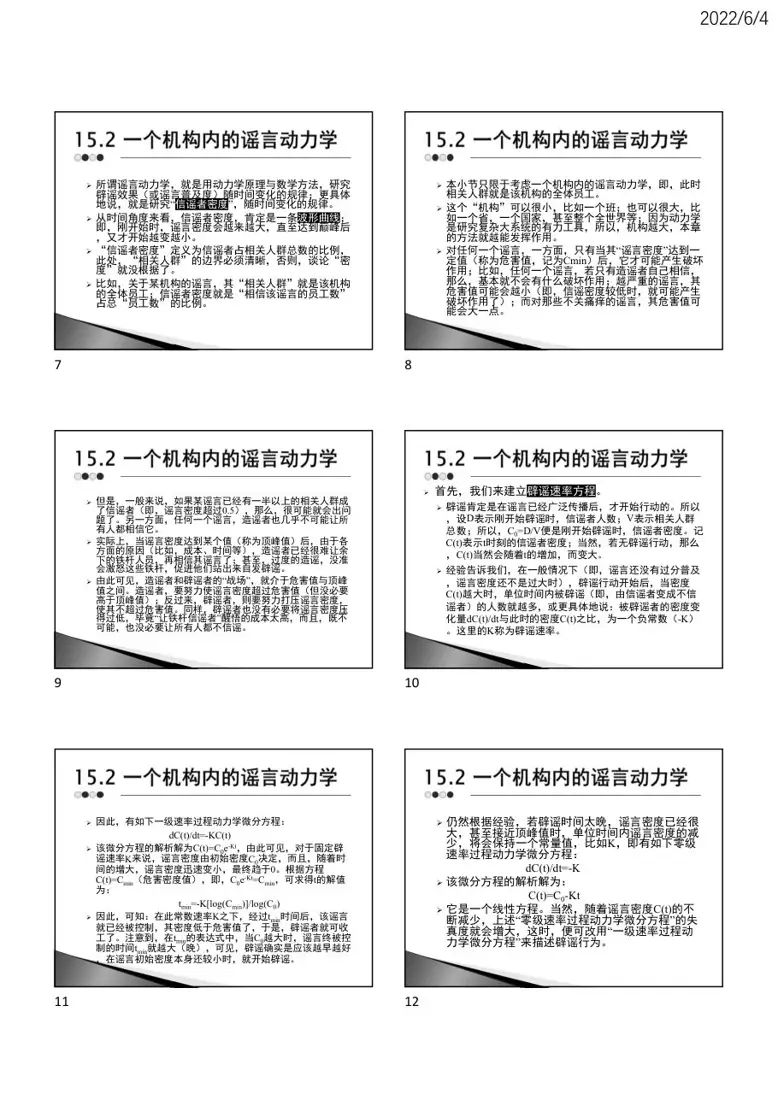 2022/6/4
15.2 一个机构内的谣言动力学
➢ 所谓谣言动力学，就是用动力学原理与数学方法，研究
辟谣效果（或谣言普及度）随时间变化的规律；更具体
地说，就是研究“信谣者密度”，随时间变化的规律。
➢ 从时间角度来看，信谣者密度，肯定是一条波形曲线；
即，刚开始时，谣言密度会越来越大，直至达到巅峰后
，又才开始越变越小。
➢ “信谣者密度”定义为信谣者占相关人群总数的比例，
此处，“相关人群”的边界必须清晰，否则，谈论“密
度”就没根据了。
➢ 比如，关于某机构的谣言，其“相关人群”就是该机构
的全体员工；信谣者密度就是“相信该谣言的员工数”
占总“员工数”的比例。
7
15.2 一个机构内的谣言动力学
➢ 本小节只限于考虑一个机构内的谣言动力学，即，此时
相关人群就是该机构的全体员工。
➢ 这个“机构”可以很小，比如一个班；也可以很大，比
如一个省，一个国家，甚至整个全世界等；因为动力学
是研究复杂大系统的有力工具，所以，机构越大，本章
的方法就越能发挥作用。
➢ 对任何一个谣言，一方面，只有当其“谣言密度”达到一
定值（称为危害值，记为Cmin）后，它才可能产生破坏
作用；比如，任何一个谣言，若只有造谣者自己相信，
那么，基本就不会有什么破坏作用；越严重的谣言，其
危害值可能会越小（即，信谣密度较低时，就可能产生
破坏作用了）；而对那些不关痛痒的谣言，其危害值可
能会大一点。
8
15.2 一个机构内的谣言动力学
➢ 但是，一般来说，如果某谣言已经有一半以上的相关人群成
了信谣者（即，谣言密度超过0.5），那么，很可能就会出问
题了。另一方面，任何一个谣言，造谣者也几乎不可能让所
有人都相信它。
➢ 实际上，当谣言密度达到某个值（称为顶峰值）后，由于各
方面的原因（比如，成本、时间等），造谣者已经很难让余
下的铁杆人员，再相信其谣言了；甚至，过度的造谣，没准
会激怒这些铁杆，促进他们站出来自发辟谣。
➢ 由此可见，造谣者和辟谣者的“战场”，就介于危害值与顶峰
值之间。造谣者，要努力使谣言密度超过危害值（但没必要
高于顶峰值）；反过来，辟谣者，则要努力打压谣言密度，
使其不超过危害值。同样，辟谣者也没有必要将谣言密度压
得过低，毕竟“让铁杆信谣者”醒悟的成本太高，而且，既不
可能，也没必要让所有人都不信谣。
9
15.2 一个机构内的谣言动力学
➢ 首先，我们来建立辟谣速率方程。
➢ 辟谣肯定是在谣言已经广泛传播后，才开始行动的。所以
，设D表示刚开始辟谣时，信谣者人数；V表示相关人群
总数；所以，C₀=D/V便是刚开始辟谣时，信谣者密度。记
C(t)表示t时刻的信谣者密度；当然，若无辟谣行动，那么
，C(t)当然会随着t的增加，而变大。
➢ 经验告诉我们，在一般情况下（即，谣言还没有过分普及
，谣言密度还不是过大时），辟谣行动开始后，当密度
C(t)越大时，单位时间内被辟谣（即，由信谣者变成不信
谣者）的人数就越多，或更具体地说：被辟谣者的密度变
化量dC(t)/dt与此时的密度C(t)之比，为一个负常数（-K）
。这里的K称为辟谣速率。
10
15.2 一个机构内的谣言动力学
➢ 因此，有如下一级速率过程动力学微分方程：
dC(t)/dt=-KC(t)
➢ 该微分方程的解析解为C(t)=C₀e^{-Kt}，由此可见，对于固定辟
谣速率K来说，谣言密度由初始密度C₀决定，而且，随着时
间的增大，谣言密度迅速变小，最终趋于0。根据方程
C(t)=C_{min}（危害密度值），即，C₀e^{-Kt}=C_{min}，可求得t的解值
为：
t_{min}=-K[log(C_{min})]/log(C₀)
➢ 因此，可知：在此常数速率K之下，经过t_{min}时间后，该谣言
就已经被控制，其密度低于危害值了，于是，辟谣者就可收
工了。注意到，在t_{min}的表达式中，当C₀越大时，谣言终被控
制的时间t_{min}就越大（晚），可见，辟谣确实是应该越早越好
，在谣言初始密度本身还较小时，就开始辟谣。
11
15.2 一个机构内的谣言动力学
➢ 仍然根据经验，若辟谣时间太晚，谣言密度已经很
大，甚至接近顶峰值时，单位时间内谣言密度的减
少，将会保持一个常量值，比如K，即有如下零级
速率过程动力学微分方程：
dC(t)/dt=-K
➢ 该微分方程的解析解为：
C(t)=C₀-Kt
➢ 它是一个线性方程。当然，随着谣言密度C(t)的不
断减少，上述“零级速率过程动力学微分方程”的失
真度就会增大，这时，便可改用“一级速率过程动
力学微分方程”来描述辟谣行为。
12